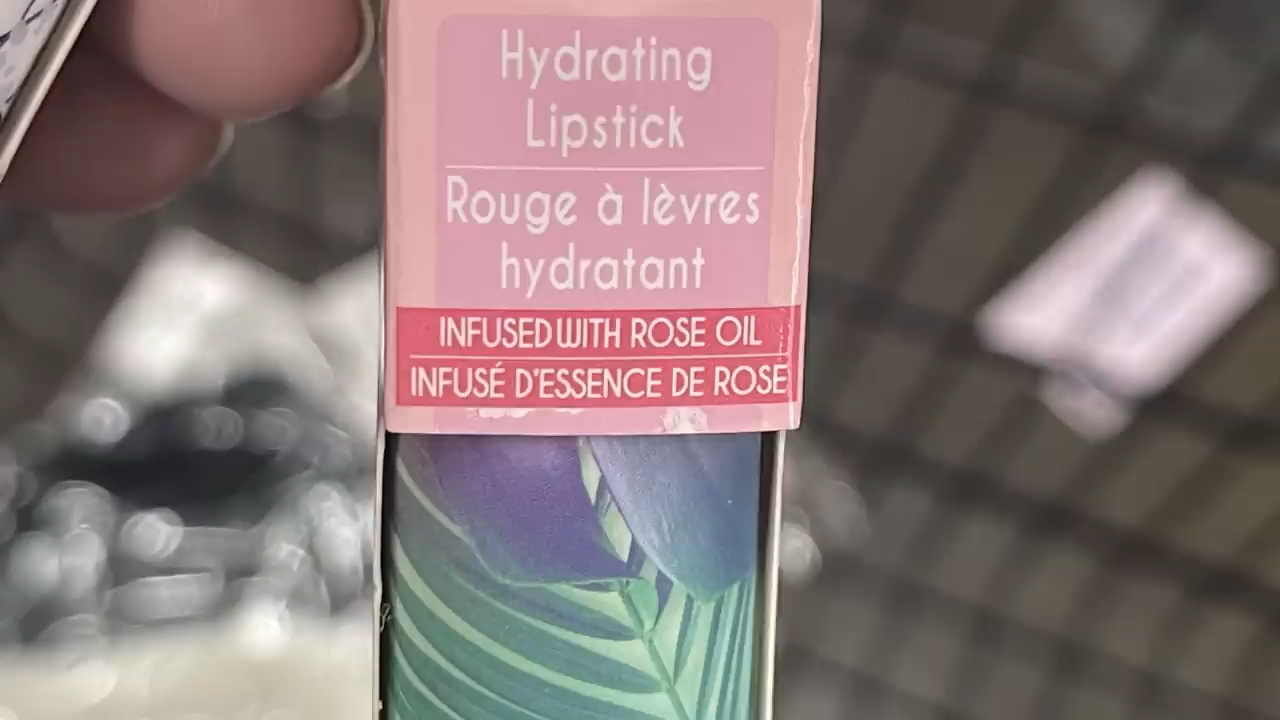 Hydrating
Lipstick
Rouge à lèvres
hydratant
INFUSED WITH ROSE OIL
INFUSÉ D'ESSENCE DE ROSE